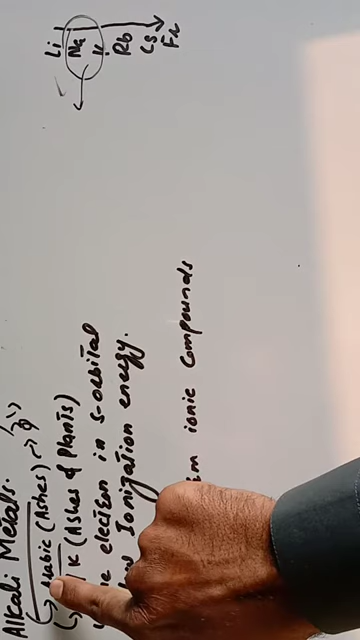 Alkali Metals.
Arabic (Ashes)
K (Ashes of Plants)
electron in s-orbital
Ionization energy.
ionic Compounds
Li Na K Rb Cs Fr